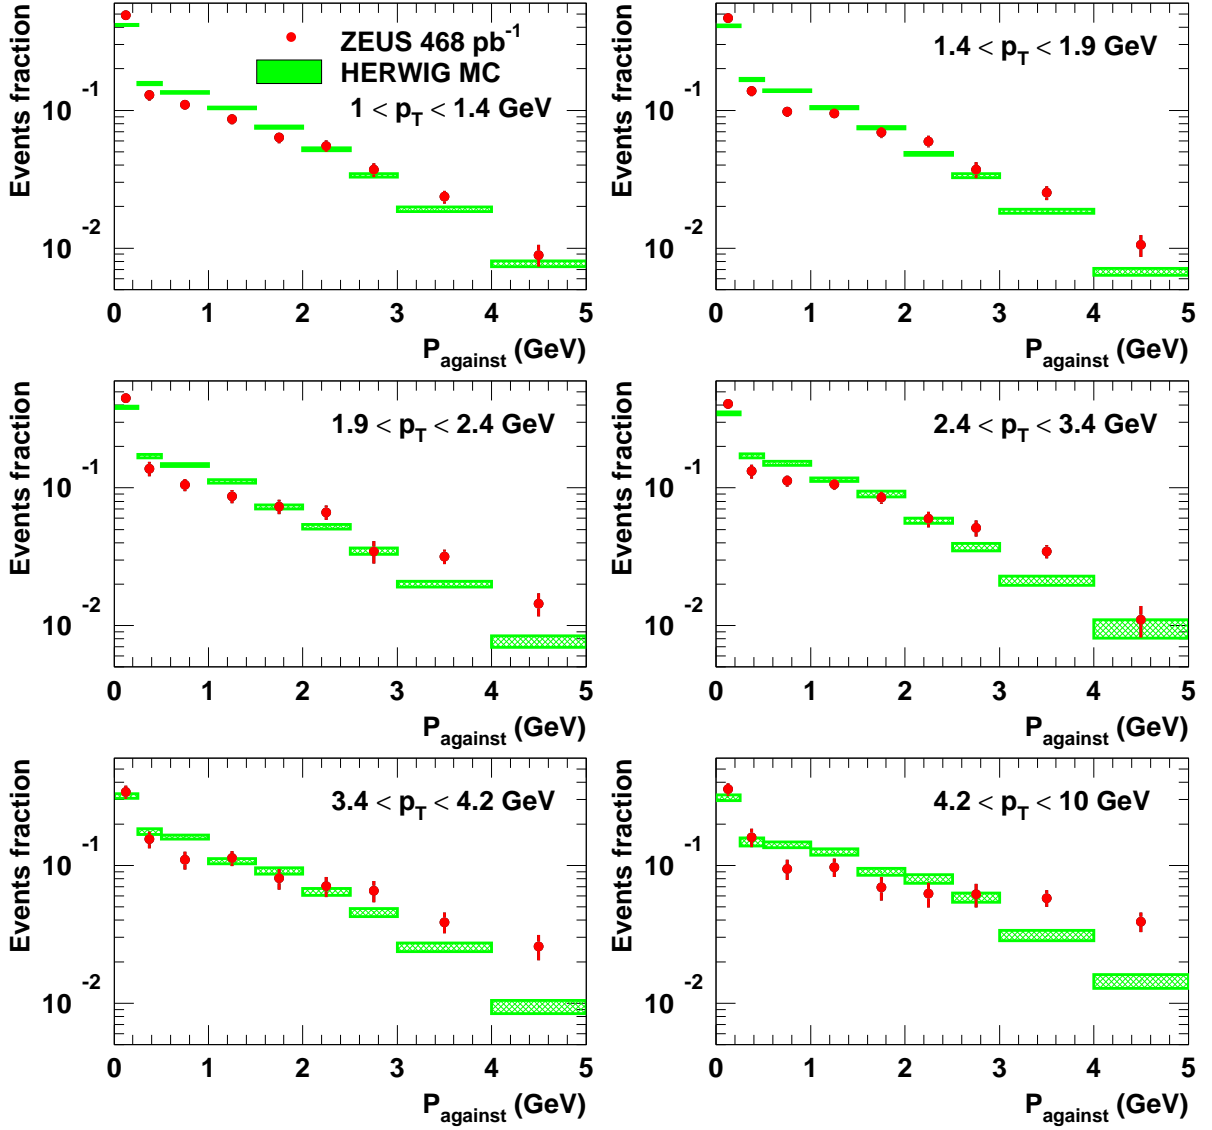 Events fraction
ZEUS 468 pb⁻¹
HERWIG MC
1 < p_T < 1.4 GeV
10⁻¹
10⁻²
0 1 2 3 4 5
P_against (GeV)
Events fraction
1.4 < p_T < 1.9 GeV
10⁻¹
10⁻²
0 1 2 3 4 5
P_against (GeV)
Events fraction
1.9 < p_T < 2.4 GeV
10⁻¹
10⁻²
0 1 2 3 4 5
P_against (GeV)
Events fraction
2.4 < p_T < 3.4 GeV
10⁻¹
10⁻²
0 1 2 3 4 5
P_against (GeV)
Events fraction
3.4 < p_T < 4.2 GeV
10⁻¹
10⁻²
0 1 2 3 4 5
P_against (GeV)
Events fraction
4.2 < p_T < 10 GeV
10⁻¹
10⁻²
0 1 2 3 4 5
P_against (GeV)